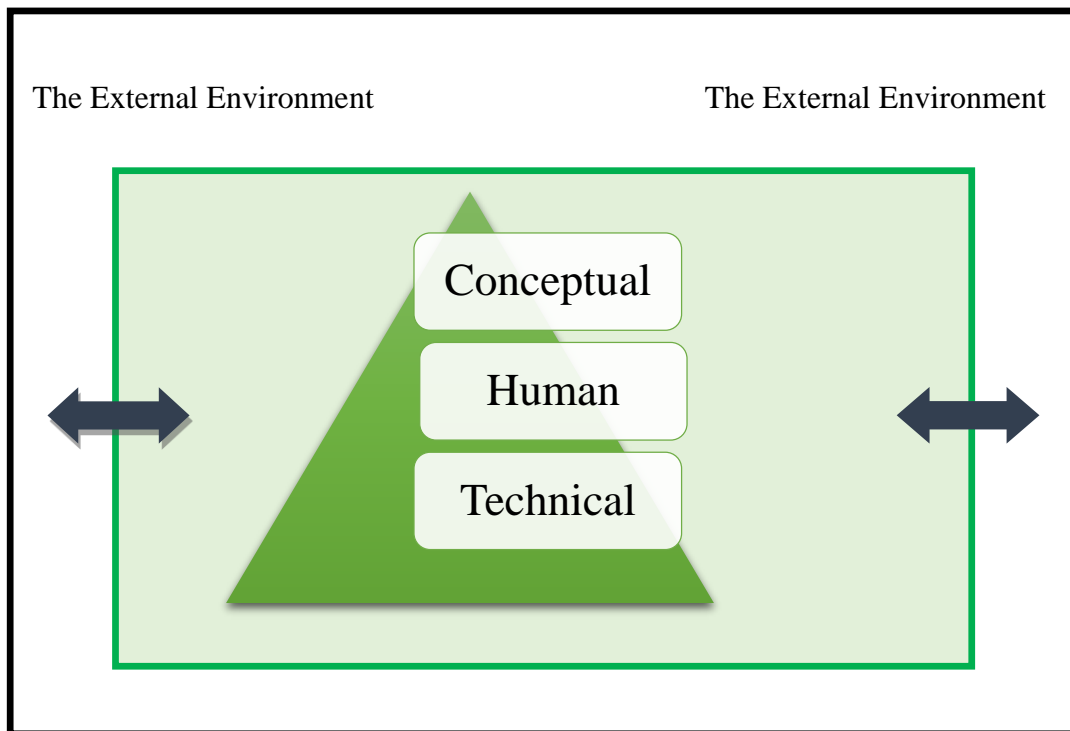 The External Environment
The External Environment
Conceptual
Human
Technical